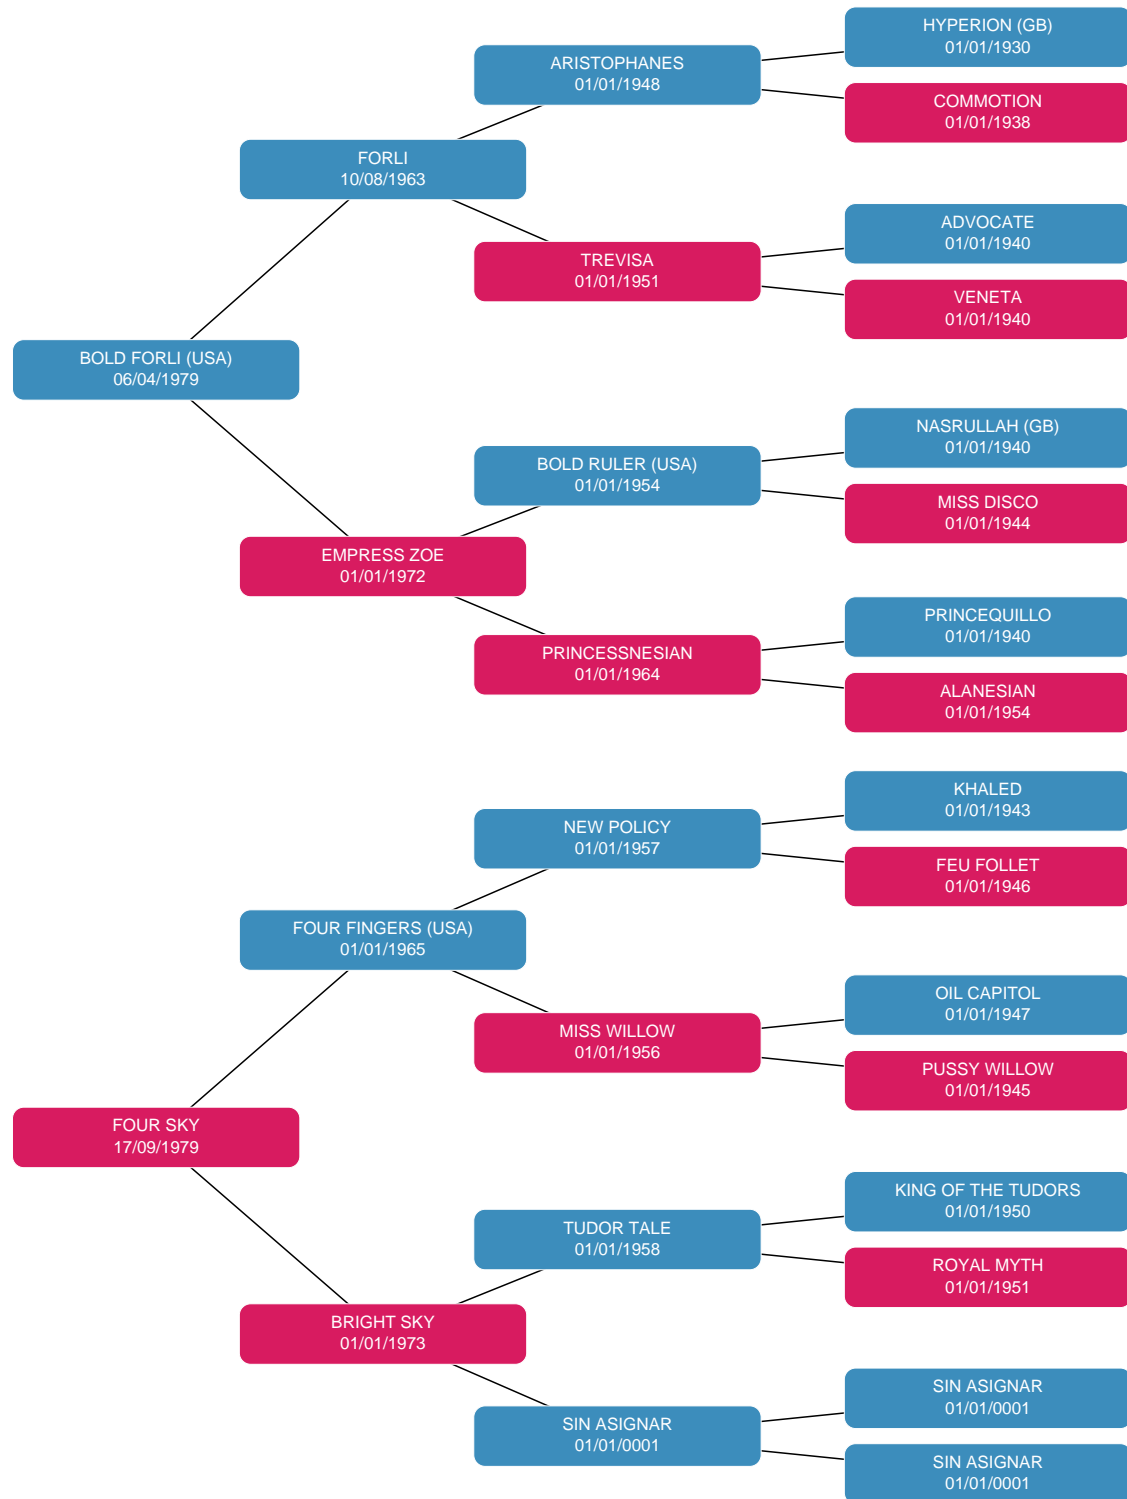 HYPERION (GB)
01/01/1930
ARISTOPHANES
01/01/1948
COMMOTION
01/01/1938
FORLI
10/08/1963
ADVOCATE
01/01/1940
TREVISA
01/01/1951
VENETA
01/01/1940
BOLD FORLI (USA)
06/04/1979
NASRULLAH (GB)
01/01/1940
BOLD RULER (USA)
01/01/1954
MISS DISCO
01/01/1944
EMPRESS ZOE
01/01/1972
PRINCEQUILLO
01/01/1940
PRINCESSNESIAN
01/01/1964
ALANESIAN
01/01/1954
KHALED
01/01/1943
NEW POLICY
01/01/1957
FEU FOLLET
01/01/1946
FOUR FINGERS (USA)
01/01/1965
OIL CAPITOL
01/01/1947
MISS WILLOW
01/01/1956
PUSSY WILLOW
01/01/1945
FOUR SKY
17/09/1979
KING OF THE TUDORS
01/01/1950
TUDOR TALE
01/01/1958
ROYAL MYTH
01/01/1951
BRIGHT SKY
01/01/1973
SIN ASIGNAR
01/01/0001
SIN ASIGNAR
01/01/0001
SIN ASIGNAR
01/01/0001